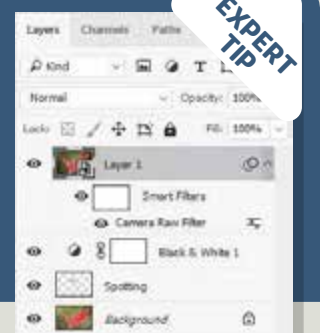 EXPERT
TIP
Layers Channels Paths
Kind
Normal Opacity: 100%
Lock: Fill: 100%
Layer 1
Smart Filters
Camera Raw Filter
Black & White 1
Spotting
Background